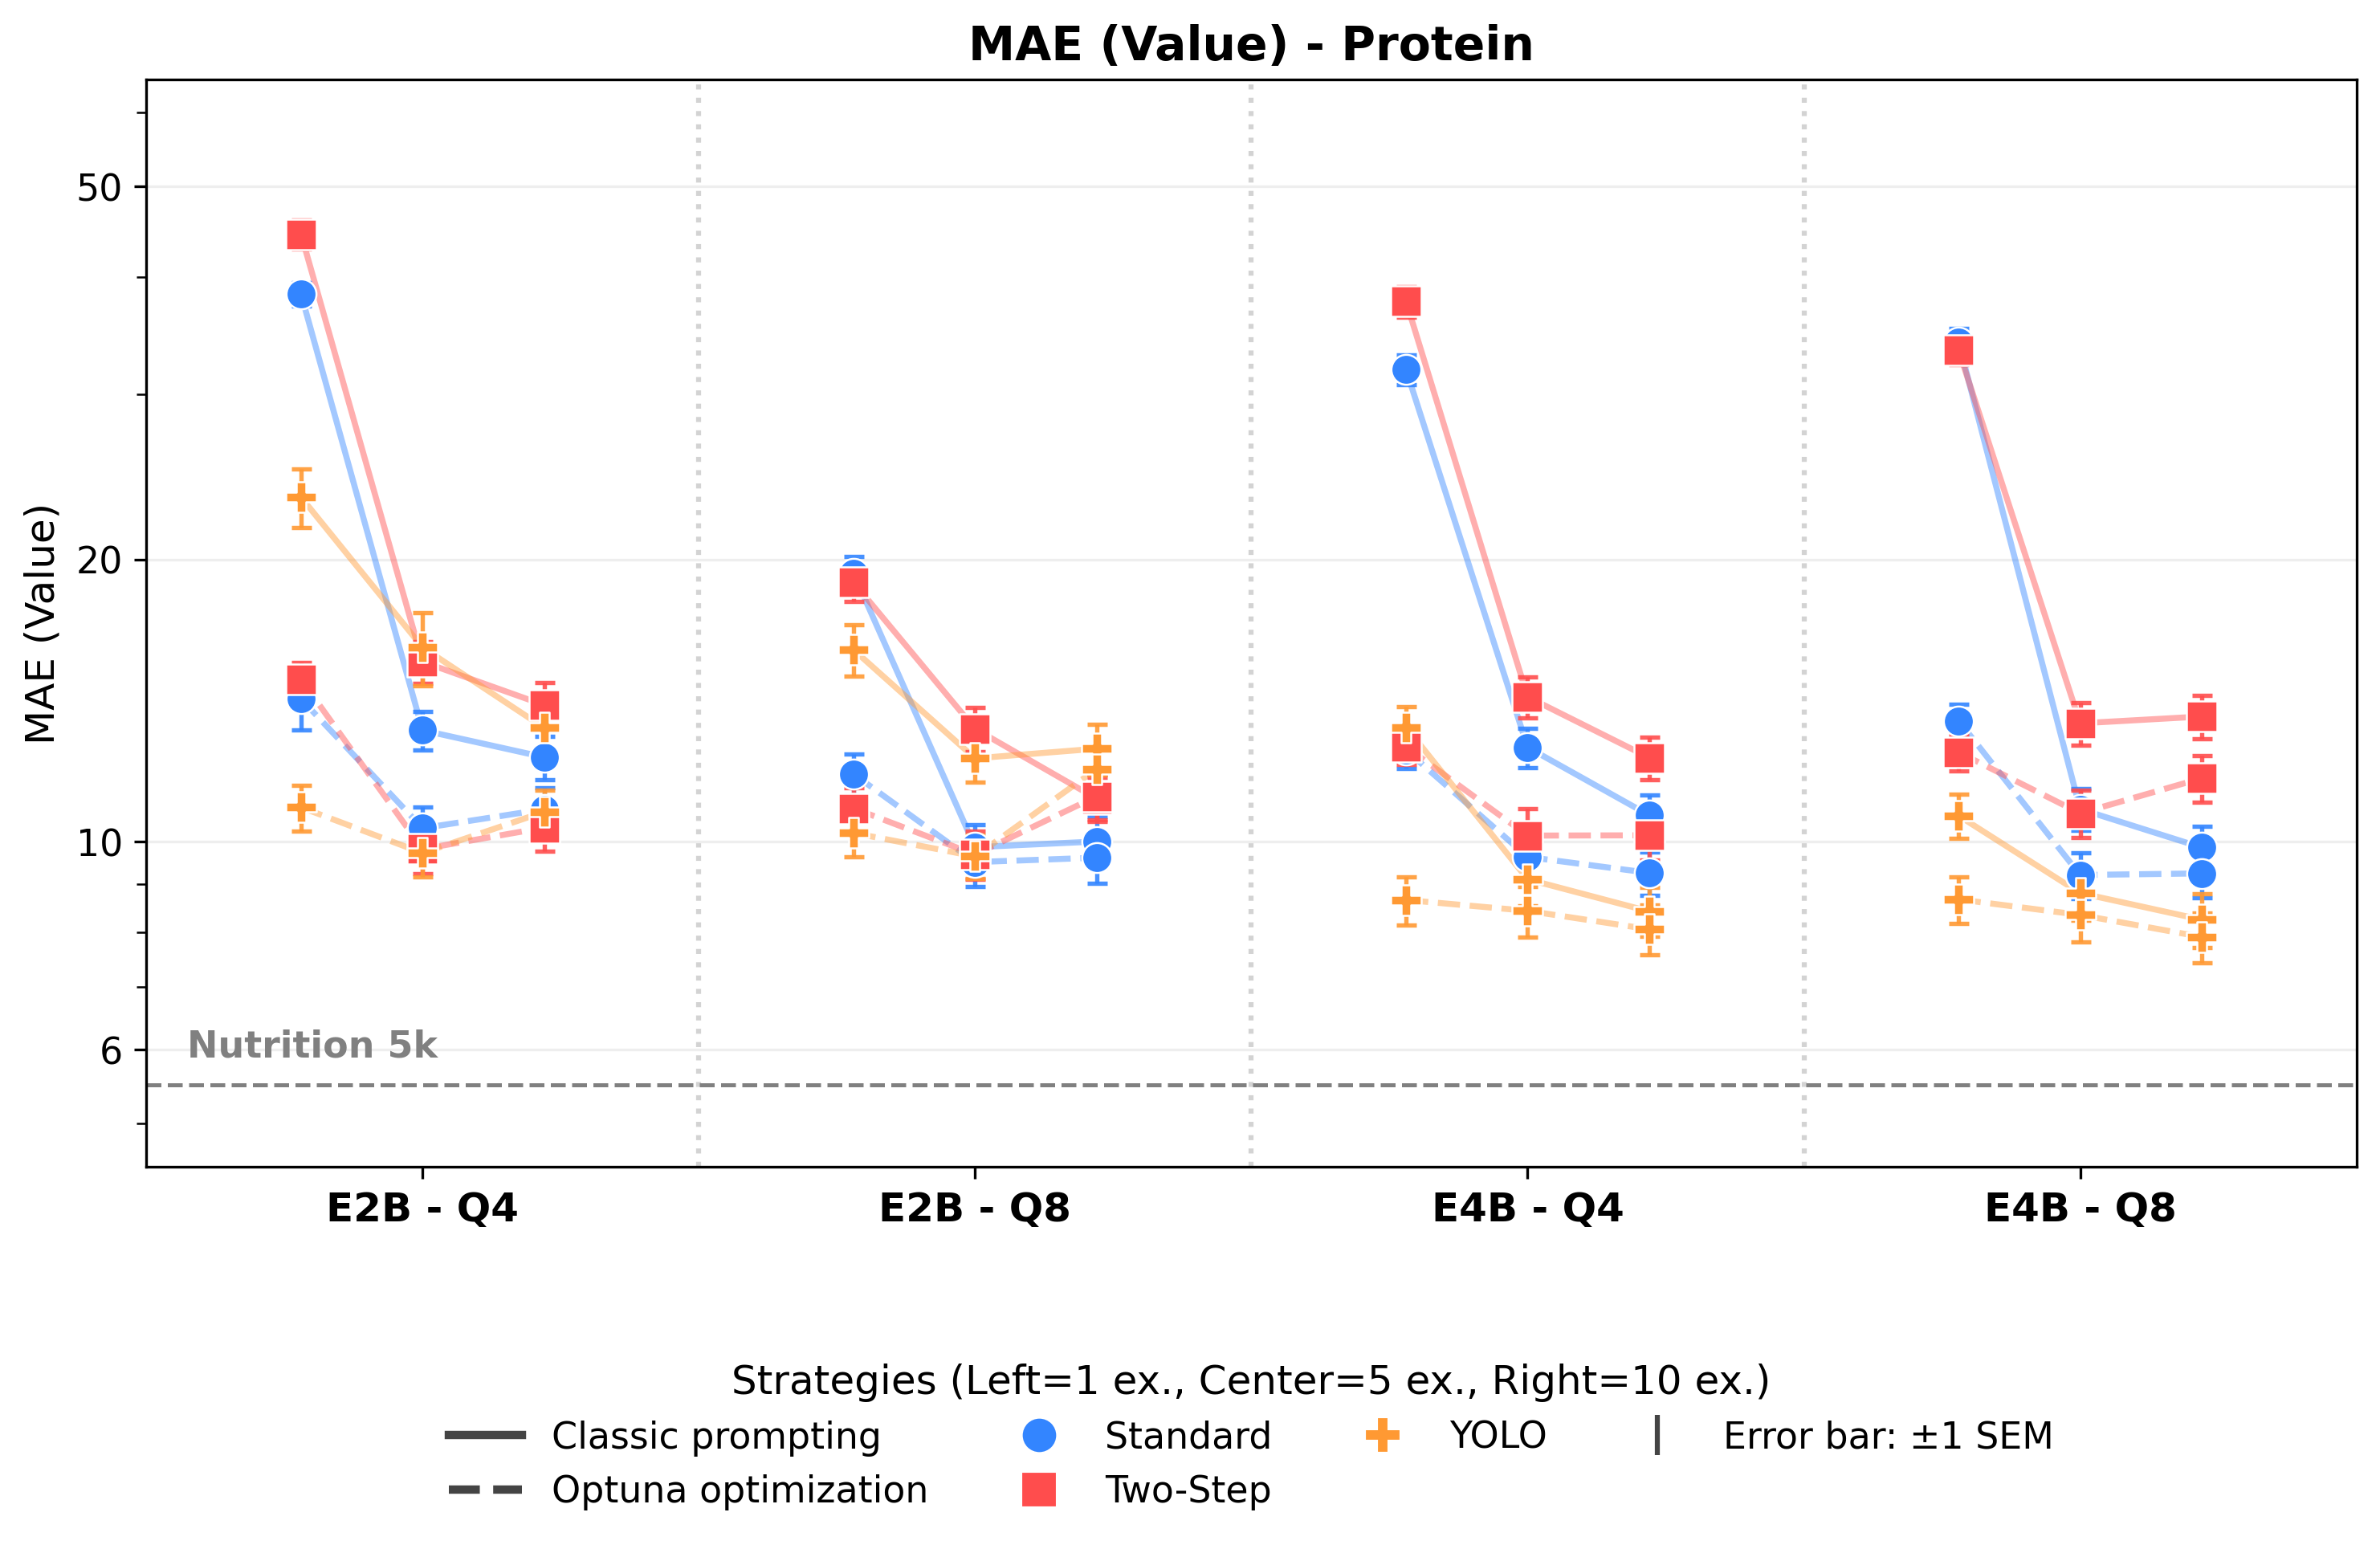 MAE (Value) - Protein
MAE (Value)
50
20
10
6
Nutrition 5k
E2B - Q4
E2B - Q8
E4B - Q4
E4B - Q8
Strategies (Left=1 ex., Center=5 ex., Right=10 ex.)
Classic prompting
Optuna optimization
Standard
Two-Step
YOLO
Error bar: ±1 SEM